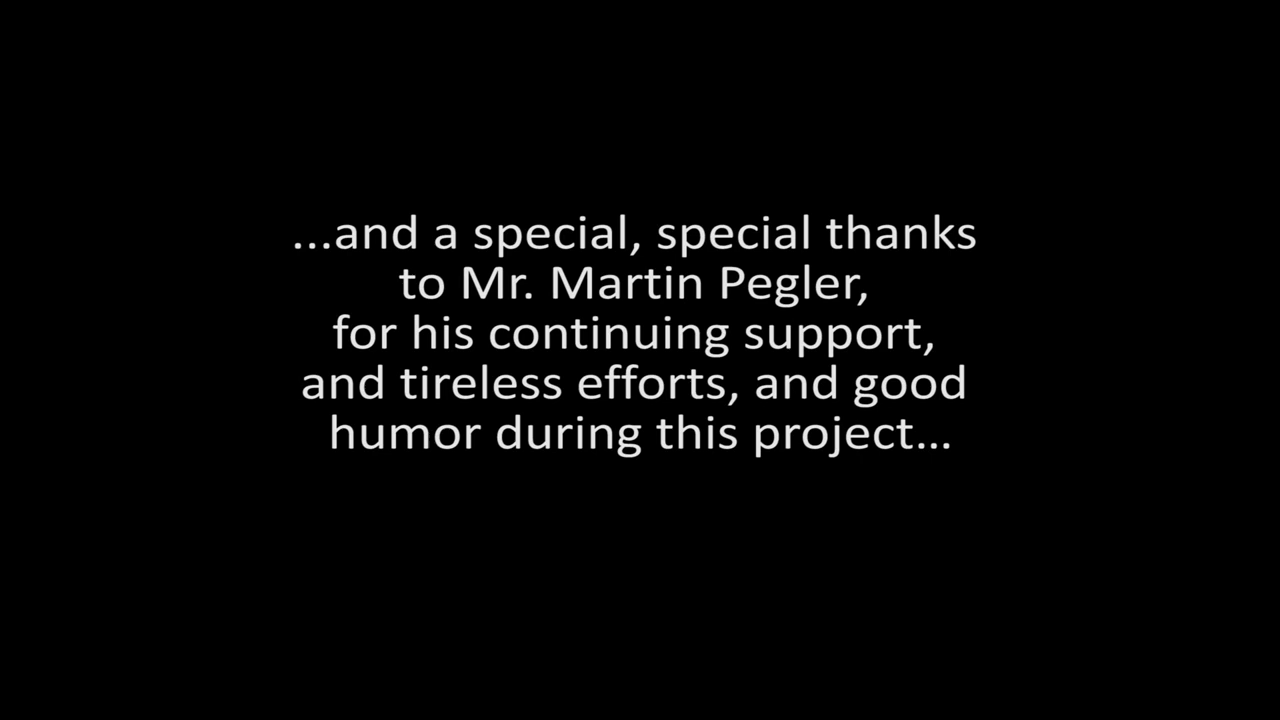 ...and a special, special thanks
to Mr. Martin Pegler,
for his continuing support,
and tireless efforts, and good
humor during this project...